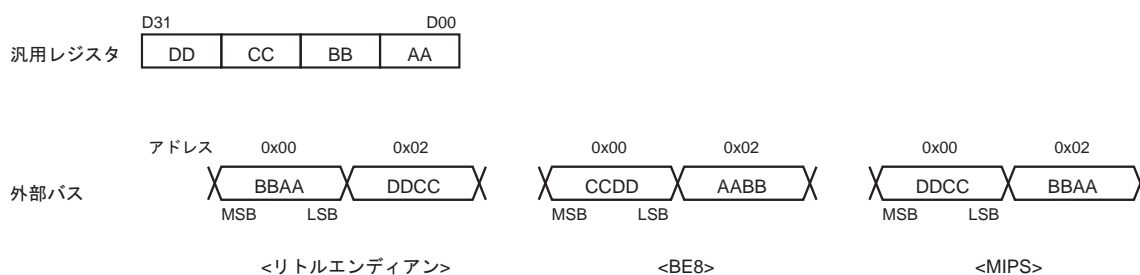 D31 D00
汎用レジスタ DD CC BB AA
アドレス 0x00 0x02 0x00 0x02 0x00 0x02
外部バス BBAA DDCC CCDD AABB DDCC BBAA
MSB LSB MSB LSB MSB LSB
<リトルエンディアン> <BE8> <MIPS>